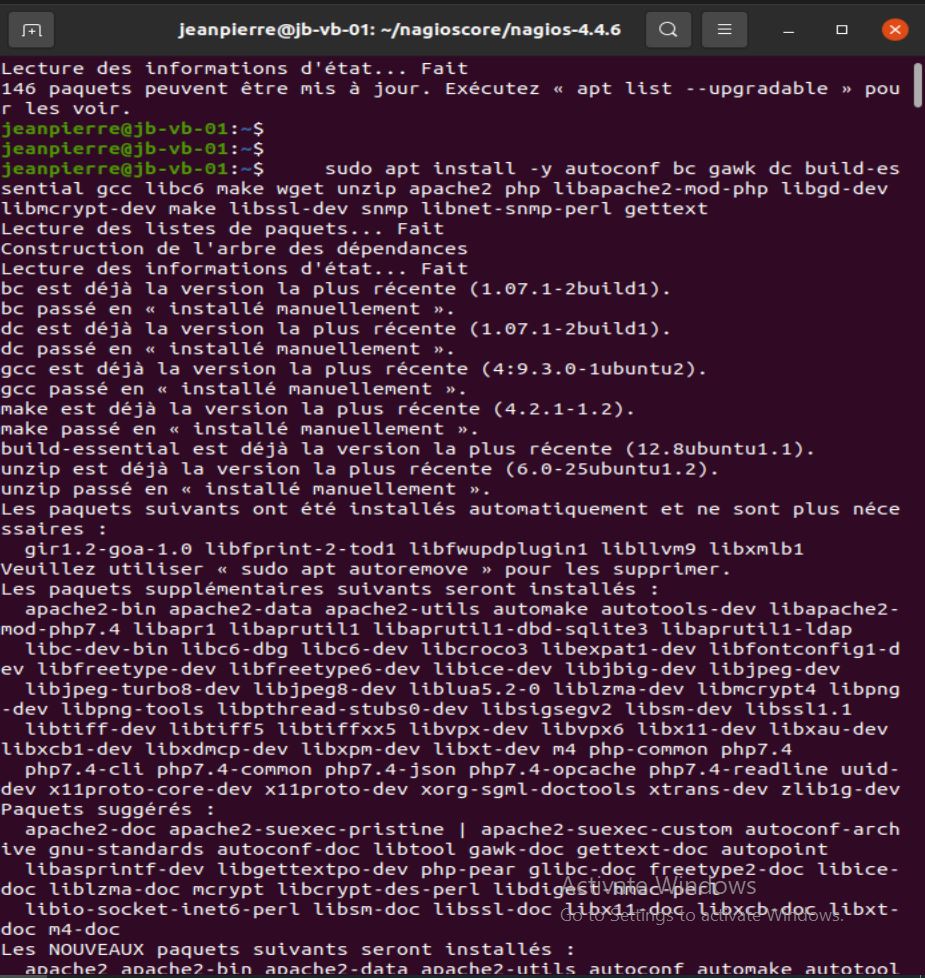 jeanpierre@jb-vb-01: ~/nagioscore/nagios-4.4.6
Lecture des informations d'état... Fait
146 paquets peuvent être mis à jour. Exécutez « apt list --upgradable » pou
r les voir.
jeanpierre@jb-vb-01:~$
jeanpierre@jb-vb-01:~$
jeanpierre@jb-vb-01:~$     sudo apt install -y autoconf bc gawk dc build-es
sential gcc libc6 make wget unzip apache2 php libapache2-mod-php libgd-dev
libmcrypt-dev make libssl-dev snmp libnet-snmp-perl gettext
Lecture des listes de paquets... Fait
Construction de l'arbre des dépendances
Lecture des informations d'état... Fait
bc est déjà la version la plus récente (1.07.1-2build1).
bc passé en « installé manuellement ».
dc est déjà la version la plus récente (1.07.1-2build1).
dc passé en « installé manuellement ».
gcc est déjà la version la plus récente (4:9.3.0-1ubuntu2).
gcc passé en « installé manuellement ».
make est déjà la version la plus récente (4.2.1-1.2).
make passé en « installé manuellement ».
build-essential est déjà la version la plus récente (12.8ubuntu1.1).
unzip est déjà la version la plus récente (6.0-25ubuntu1.2).
unzip passé en « installé manuellement ».
Les paquets suivants ont été installés automatiquement et ne sont plus néce
ssaires :
  gir1.2-goa-1.0 libfprint-2-tod1 libfwupdplugin1 libllvm9 libxmlb1
Veuillez utiliser « sudo apt autoremove » pour les supprimer.
Les paquets supplémentaires suivants seront installés :
  apache2-bin apache2-data apache2-utils automake autotools-dev libapache2-
mod-php7.4 libapr1 libaprutil1 libaprutil1-dbd-sqlite3 libaprutil1-ldap
  libc-dev-bin libc6-dbg libc6-dev libcroco3 libexpat1-dev libfontconfig1-d
ev libfreetype-dev libfreetype6-dev libice-dev libjbig-dev libjpeg-dev
  libjpeg-turbo8-dev libjpeg8-dev liblua5.2-0 liblzma-dev libmcrypt4 libpng
-dev libpng-tools libpthread-stubs0-dev libsigsegv2 libsm-dev libssl1.1
  libtiff-dev libtiff5 libtiffxx5 libvpx-dev libvpx6 libx11-dev libxau-dev
libxcb1-dev libxdmcp-dev libxpm-dev libxt-dev m4 php-common php7.4
  php7.4-cli php7.4-common php7.4-json php7.4-opcache php7.4-readline uuid-
dev x11proto-core-dev x11proto-dev xorg-sgml-doctools xtrans-dev zlib1g-dev
Paquets suggérés :
  apache2-doc apache2-suexec-pristine | apache2-suexec-custom autoconf-arch
ive gnu-standards autoconf-doc libtool gawk-doc gettext-doc autopoint
  libasprintf-dev libgettextpo-dev php-pear glibc-doc freetype2-doc libice-
doc liblzma-doc mcrypt libcrypt-des-perl libdigest-hmac-perl
  libio-socket-inet6-perl libsm-doc libssl-doc libx11-doc libxcb-doc libxt-
doc m4-doc
Activate Windows
Go to Settings to activate Windows.
Les NOUVEAUX paquets suivants seront installés :
  apache2 apache2-bin apache2-data apache2-utils autoconf automake autotool